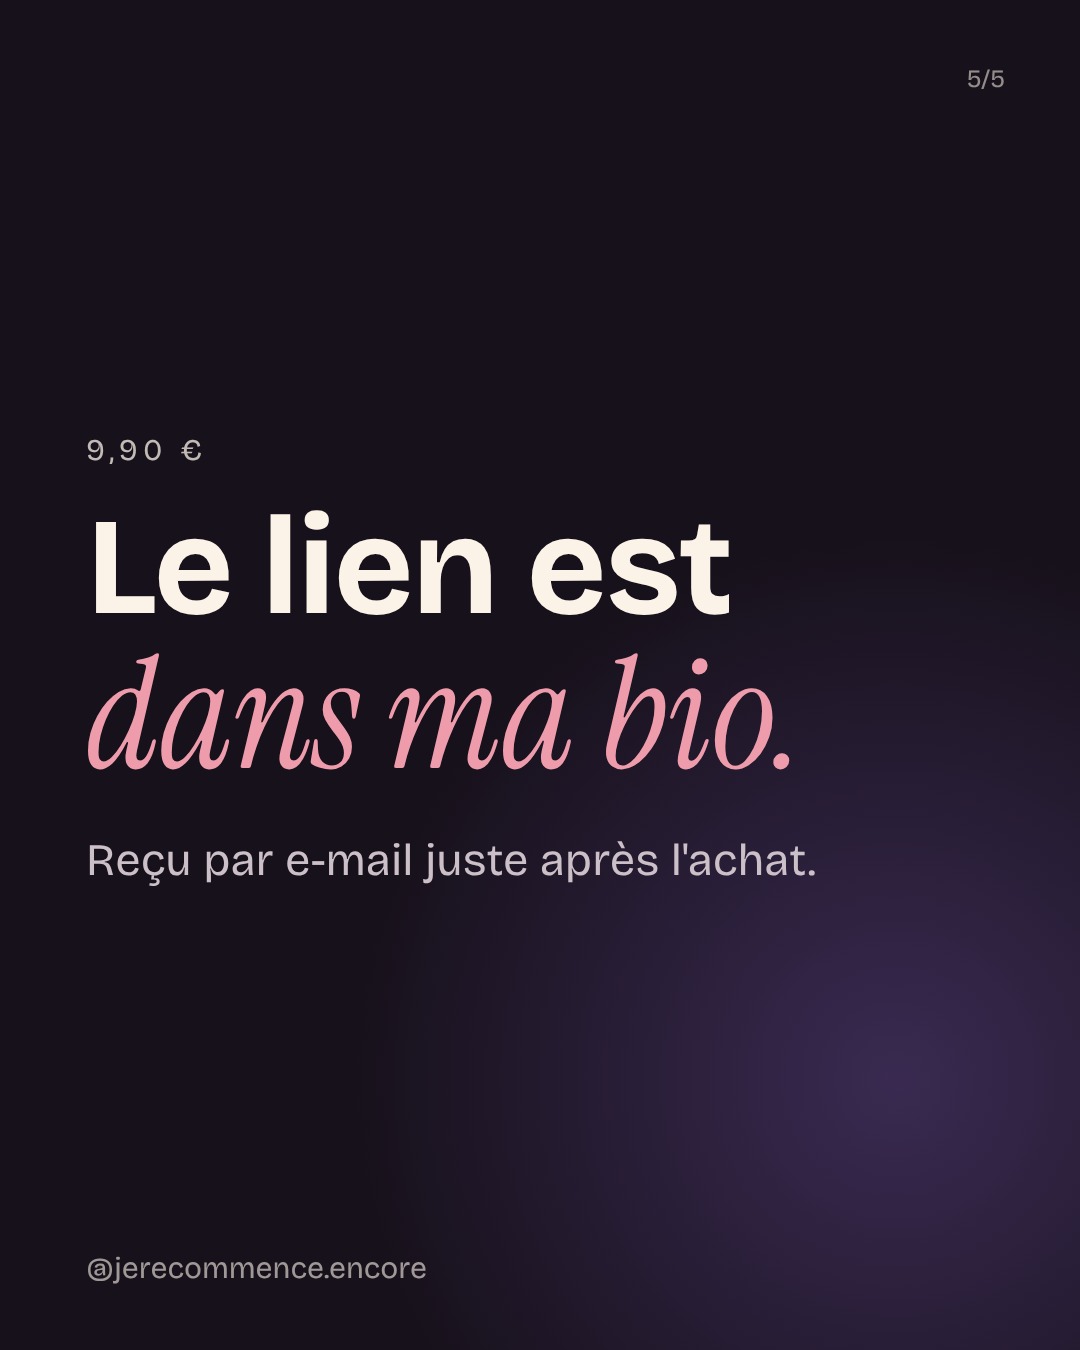 5/5
9,90 €
Le lien est
dans ma bio.
Reçu par e-mail juste après l'achat.
@jerecommence.encore